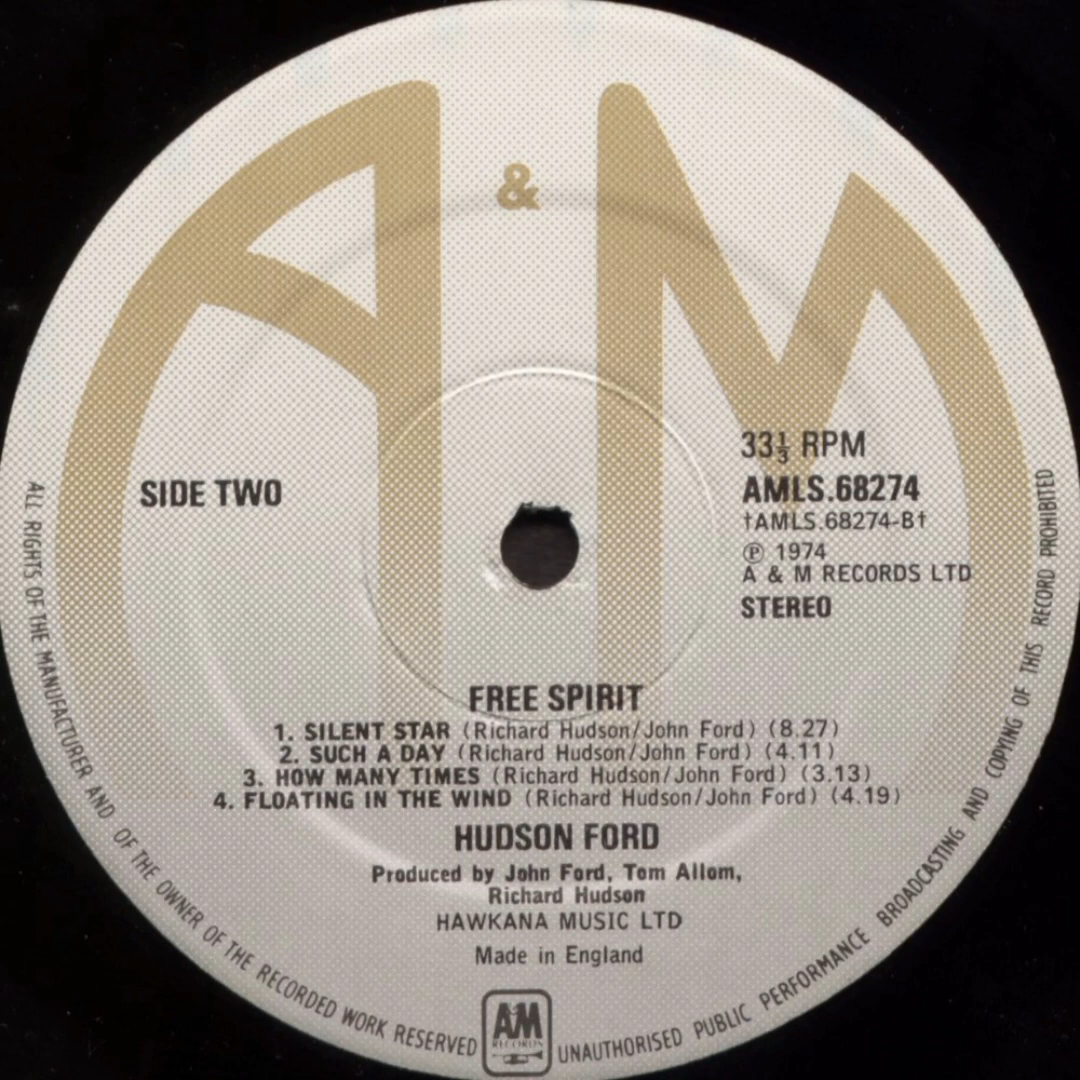 A & M
33⅓ RPM
SIDE TWO
AMLS.68274
†AMLS.68274-B†
℗ 1974
A & M RECORDS LTD
STEREO
FREE SPIRIT
1. SILENT STAR (Richard Hudson/John Ford) (8.27)
2. SUCH A DAY (Richard Hudson/John Ford) (4.11)
3. HOW MANY TIMES (Richard Hudson/John Ford) (3.13)
4. FLOATING IN THE WIND (Richard Hudson/John Ford) (4.19)
HUDSON FORD
Produced by John Ford, Tom Allom,
Richard Hudson
HAWKANA MUSIC LTD
Made in England
AM
RECORDS
ALL RIGHTS OF THE MANUFACTURER AND OF THE OWNER OF THE RECORDED WORK RESERVED
UNAUTHORISED PUBLIC PERFORMANCE BROADCASTING AND COPYING OF THIS RECORD PROHIBITED